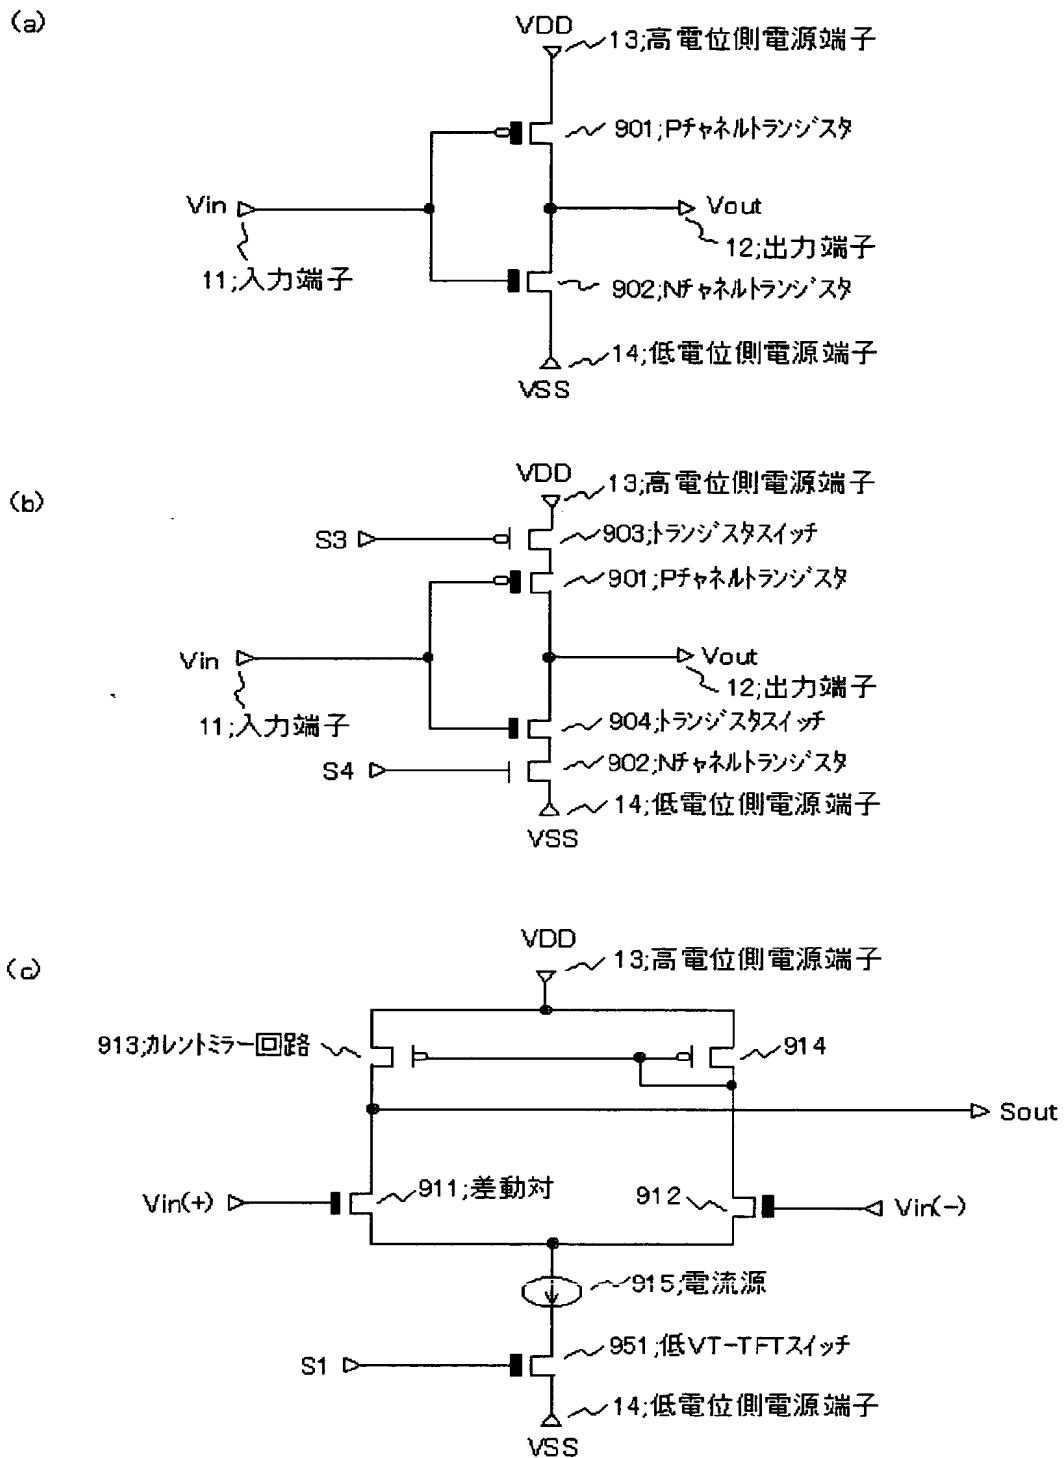 (a)
VDD
13;高電位側電源端子
901;Pチャネルトランジスタ
Vin
Vout
12;出力端子
11;入力端子
902;Nチャネルトランジスタ
14;低電位側電源端子
VSS
(b)
VDD
13;高電位側電源端子
S3
903;トランジスタスイッチ
901;Pチャネルトランジスタ
Vin
Vout
12;出力端子
11;入力端子
904;トランジスタスイッチ
S4
902;Nチャネルトランジスタ
14;低電位側電源端子
VSS
(c)
VDD
13;高電位側電源端子
913;カレントミラー回路
914
Sout
911;差動対
912
Vin(+)
Vin(-)
915;電流源
951;低VT-TFTスイッチ
S1
14;低電位側電源端子
VSS